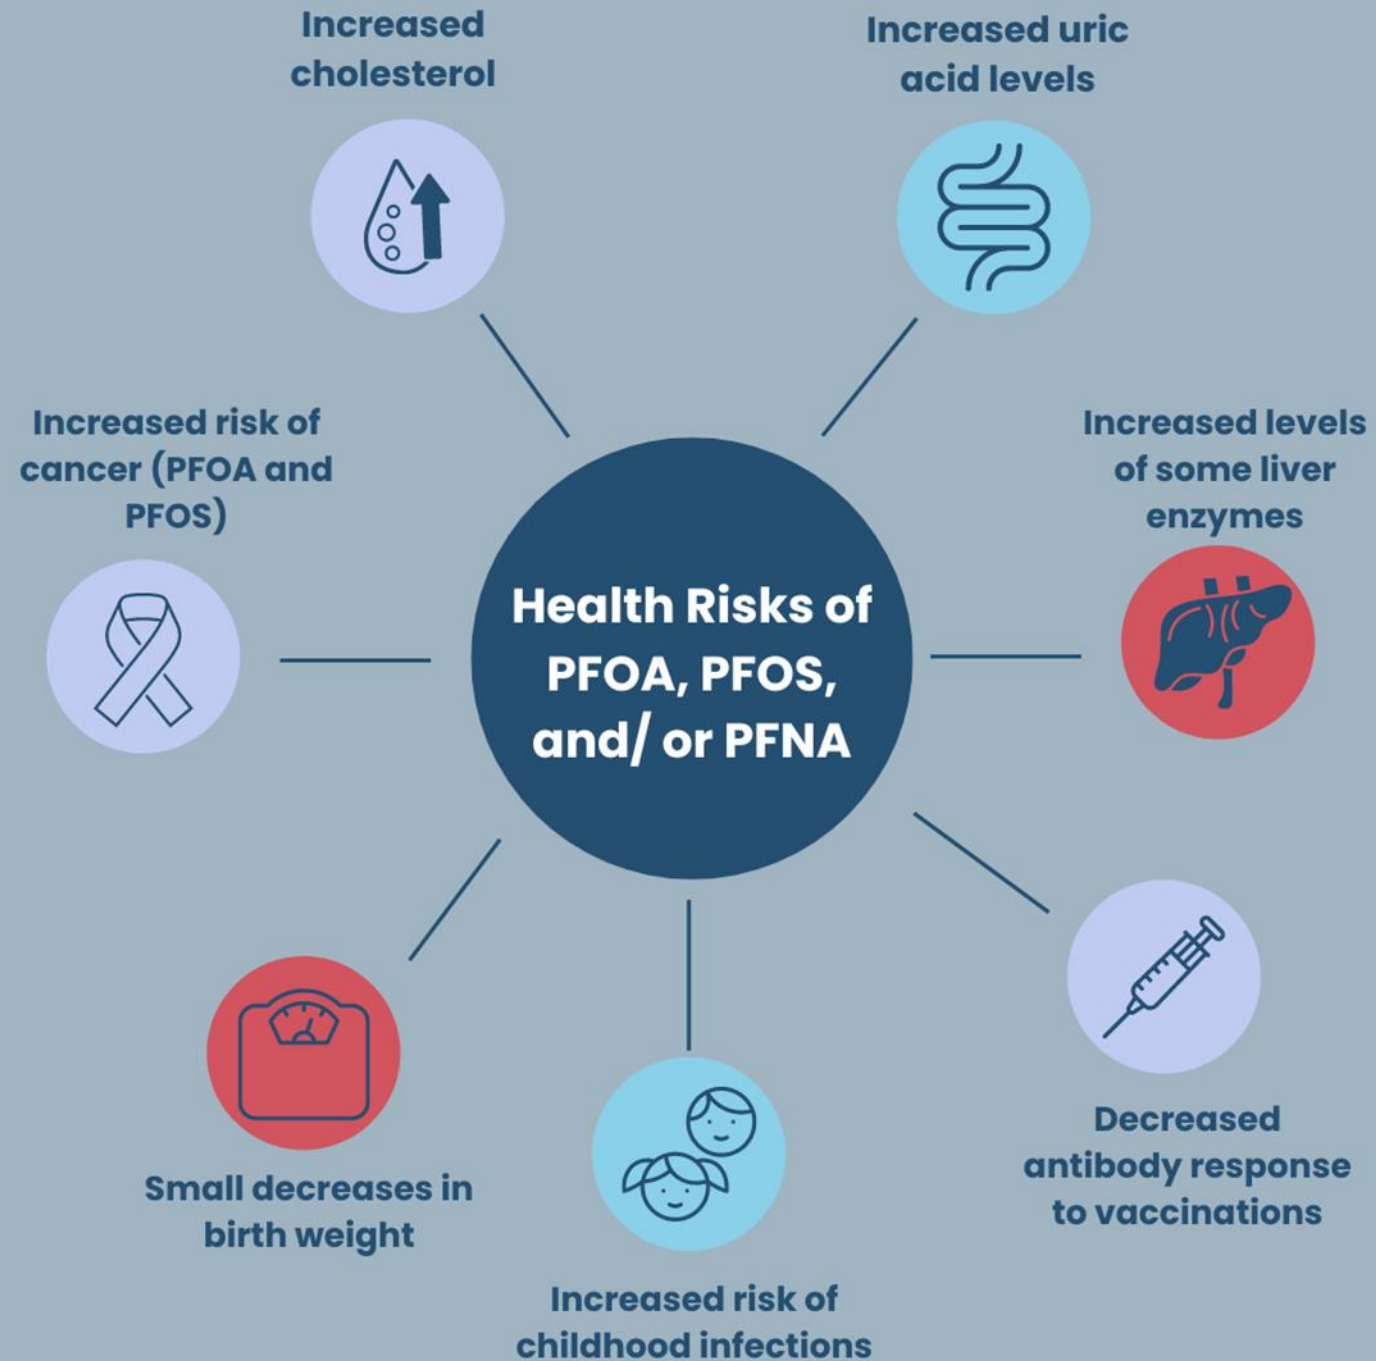 Increased
cholesterol
Increased uric
acid levels
Increased risk of
cancer (PFOA and
PFOS)
Increased levels
of some liver
enzymes
Health Risks of
PFOA, PFOS,
and/ or PFNA
Small decreases in
birth weight
Decreased
antibody response
to vaccinations
Increased risk of
childhood infections